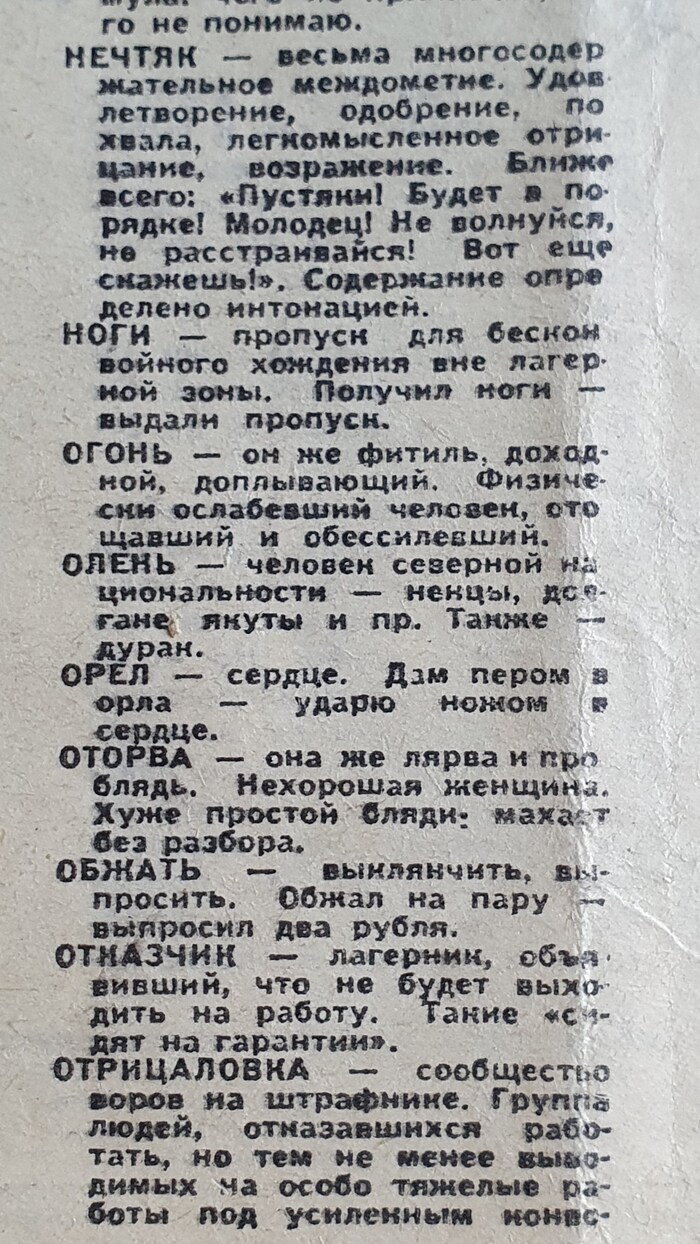 го не понимаю.
НЕЧТЯК — весьма многосодер
жательное междометие. Удов
летворение, одобрение, по
хвала, легкомысленное отри-
цание, возражение. Ближе
всего: «Пустяки! Будет в по-
рядке! Молодец! Не волнуйся,
не расстраивайся! Вот еще
скажешь!». Содержание опре
делено интонацией.
НОГИ — пропуск для бескон
войного хождения вне лагер-
ной зоны. Получил ноги —
выдали пропуск.
ОГОНЬ — он же фитиль, доход-
ной, доплывающий. Физиче-
ски ослабевший человек, ото
щавший и обессилевший.
ОЛЕНЬ — человек северной на
циональности — ненцы, дол-
гане, якуты и пр. Также —
дурак.
ОРЕЛ — сердце. Дам пером в
орла — ударю ножом в
сердце.
ОТОРВА — она же лярва и про
блядь. Нехорошая женщина.
Хуже простой бляди: махает
без разбора.
ОБЖАТЬ — выклянчить, вы-
просить. Обжал на пару —
выпросил два рубля.
ОТКАЗЧИК — лагерник, объя-
вивший, что не будет выхо-
дить на работу. Такие «си-
дят на гарантии».
ОТРИЦАЛОВКА — сообщество
воров на штрафнике. Группа
людей, отказавшихся рабо-
тать, но тем не менее выво-
димых на особо тяжелые ра-
боты под усиленным конво-